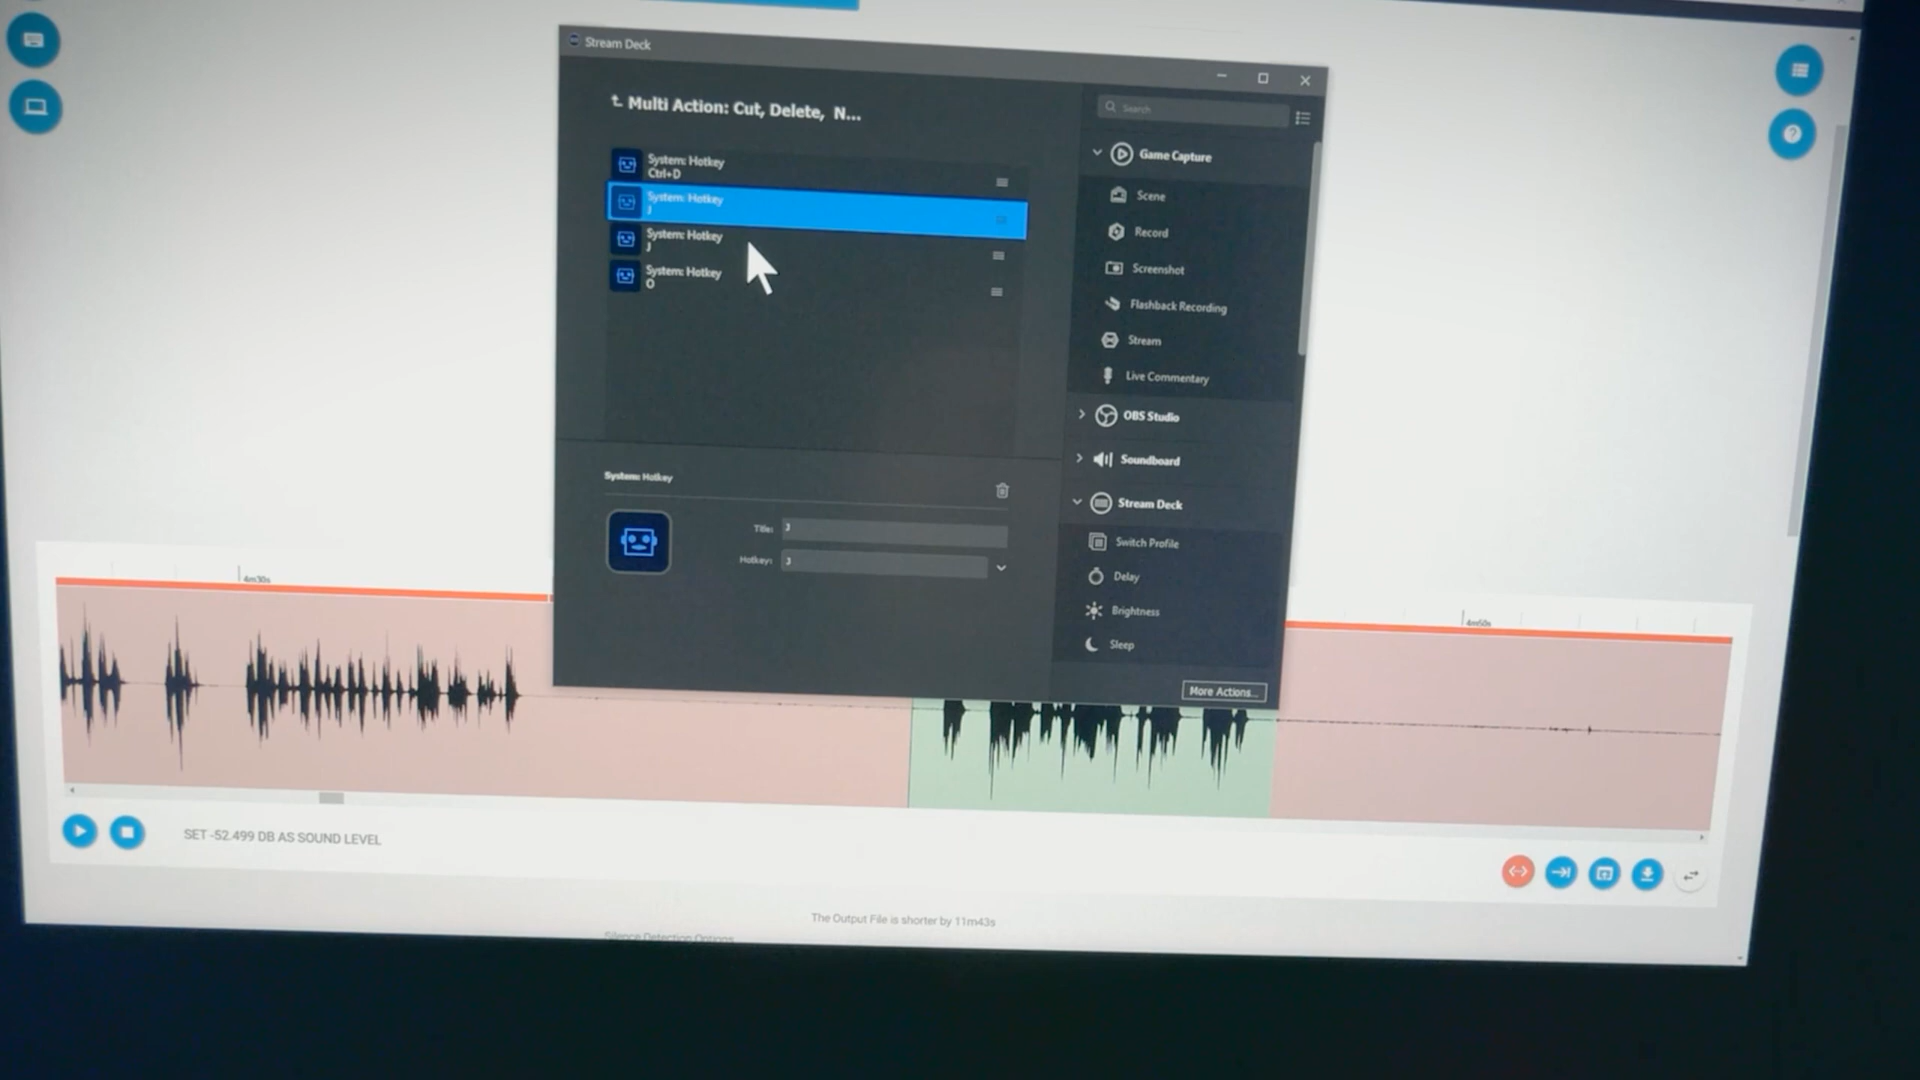 Stream Deck
Multi Action: Cut, Delete, N...
System: Hotkey
Ctrl+D
System: Hotkey
J
System: Hotkey
J
System: Hotkey
O
System: Hotkey
Title: J
Hotkey: J
Search
Game Capture
Scene
Record
Screenshot
Flashback Recording
Stream
Live Commentary
OBS Studio
Soundboard
Stream Deck
Switch Profile
Delay
Brightness
Sleep
More Actions...
4m30s
4m50s
SET -52.499 DB AS SOUND LEVEL
The Output File is shorter by 11m43s
Silence Detection Options